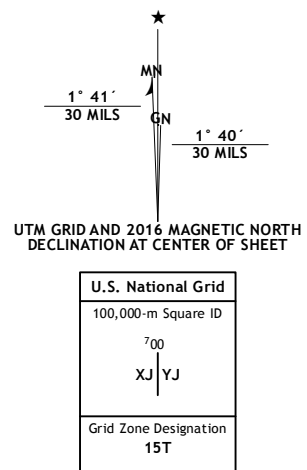 ★
MN
1° 41´
30 MILS
GN
1° 40´
30 MILS
UTM GRID AND 2016 MAGNETIC NORTH
DECLINATION AT CENTER OF SHEET
U.S. National Grid
100,000-m Square ID
⁷00
XJ YJ
Grid Zone Designation
15T